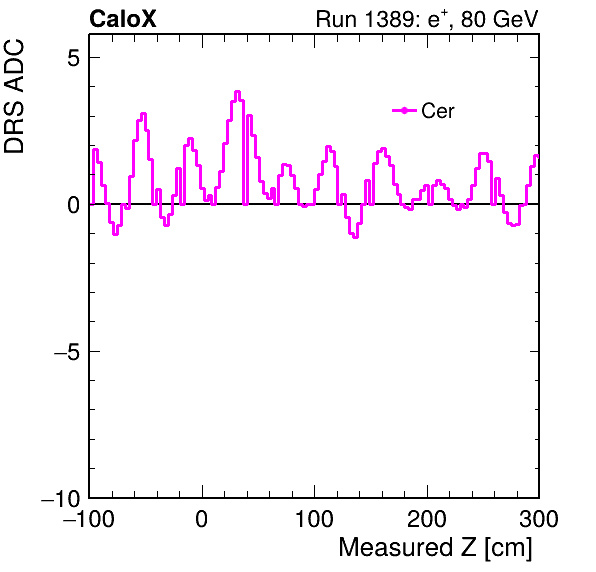 CaloX
Run 1389: e⁺, 80 GeV
DRS ADC
5
Cer
0
−5
−10
−100 0 100 200 300
Measured Z [cm]